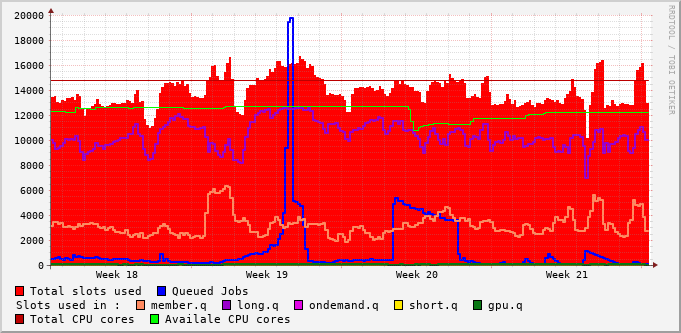 20000
18000
16000
14000
12000
10000
8000
6000
4000
2000
0
Week 18 Week 19 Week 20 Week 21
RRDTOOL / TOBI OETIKER
Total slots used Queued Jobs
Slots used in : member.q long.q ondemand.q short.q gpu.q
Total CPU cores Availale CPU cores